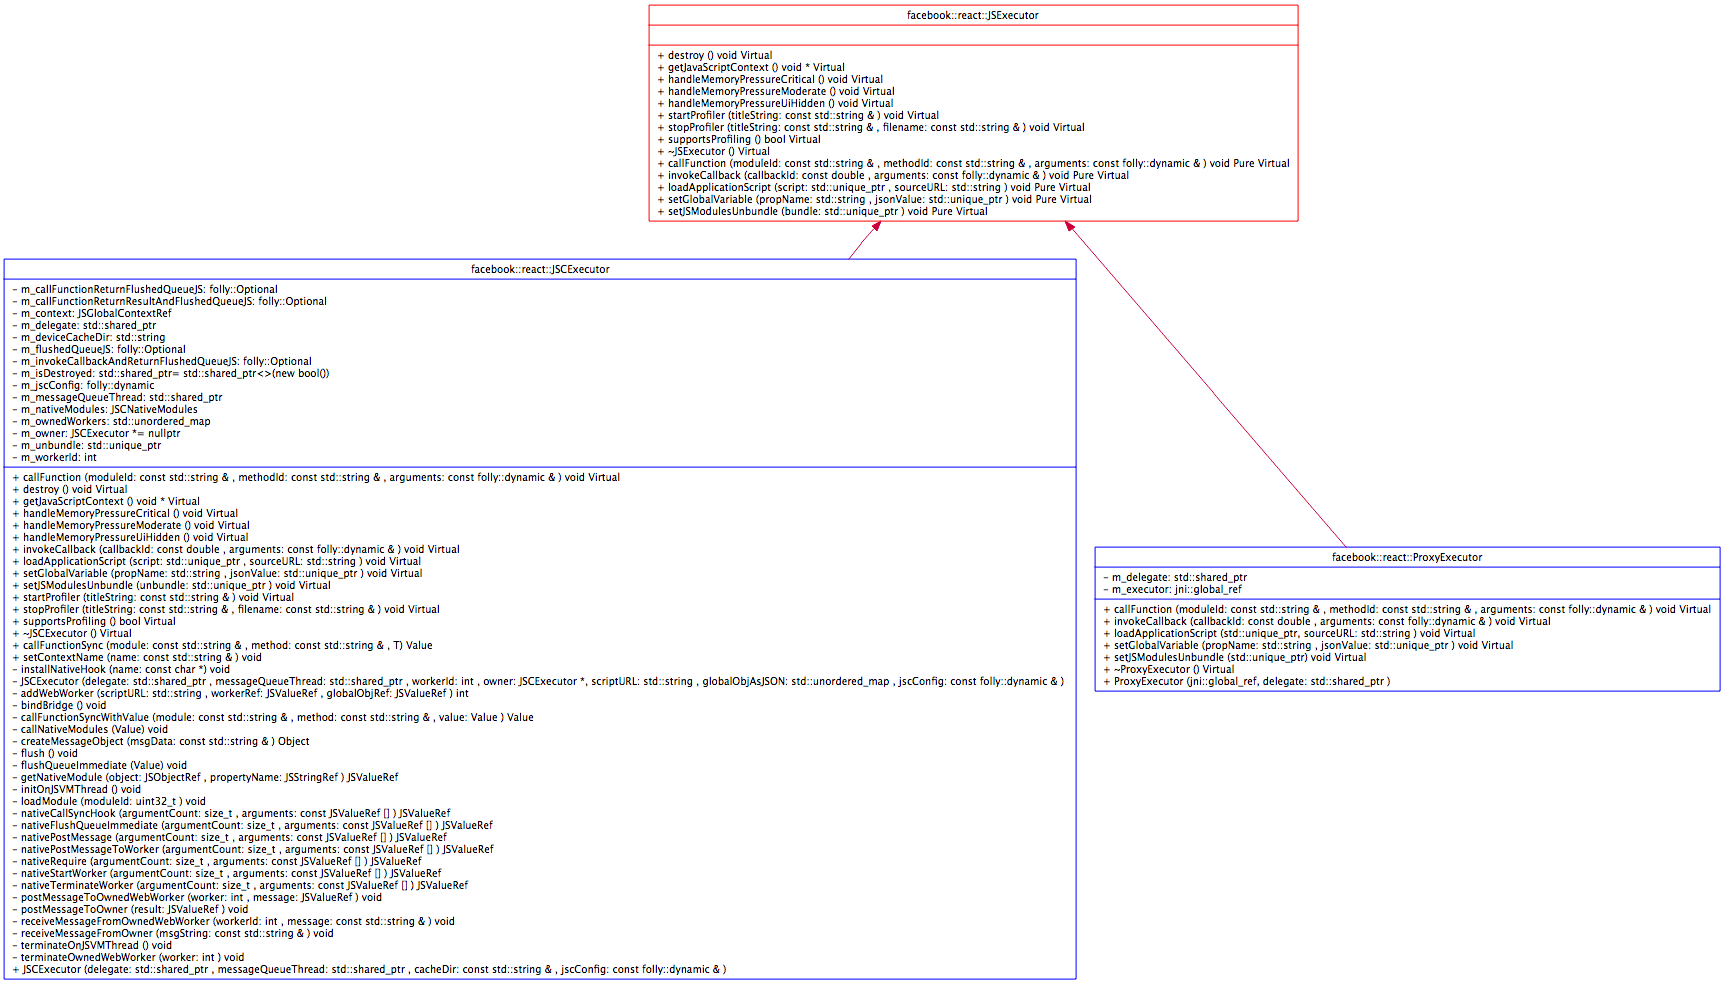 facebook::react::JSExecutor
+ destroy () void Virtual
+ getJavaScriptContext () void * Virtual
+ handleMemoryPressureCritical () void Virtual
+ handleMemoryPressureModerate () void Virtual
+ handleMemoryPressureUiHidden () void Virtual
+ startProfiler (titleString: const std::string & ) void Virtual
+ stopProfiler (titleString: const std::string & , filename: const std::string & ) void Virtual
+ supportsProfiling () bool Virtual
+ ~JSExecutor () Virtual
+ callFunction (moduleId: const std::string & , methodId: const std::string & , arguments: const folly::dynamic & ) void Pure Virtual
+ invokeCallback (callbackId: const double , arguments: const folly::dynamic & ) void Pure Virtual
+ loadApplicationScript (script: std::unique_ptr , sourceURL: std::string ) void Pure Virtual
+ setGlobalVariable (propName: std::string , jsonValue: std::unique_ptr ) void Pure Virtual
+ setJSModulesUnbundle (bundle: std::unique_ptr ) void Pure Virtual
facebook::react::JSCExecutor
- m_callFunctionReturnFlushedQueueJS: folly::Optional
- m_callFunctionReturnResultAndFlushedQueueJS: folly::Optional
- m_context: JSGlobalContextRef
- m_delegate: std::shared_ptr
- m_deviceCacheDir: std::string
- m_flushedQueueJS: folly::Optional
- m_invokeCallbackAndReturnFlushedQueueJS: folly::Optional
- m_isDestroyed: std::shared_ptr= std::shared_ptr<>(new bool())
- m_jscConfig: folly::dynamic
- m_messageQueueThread: std::shared_ptr
- m_nativeModules: JSCNativeModules
- m_ownedWorkers: std::unordered_map
- m_owner: JSCExecutor *= nullptr
- m_unbundle: std::unique_ptr
- m_workerId: int
+ callFunction (moduleId: const std::string & , methodId: const std::string & , arguments: const folly::dynamic & ) void Virtual
+ destroy () void Virtual
+ getJavaScriptContext () void * Virtual
+ handleMemoryPressureCritical () void Virtual
+ handleMemoryPressureModerate () void Virtual
+ handleMemoryPressureUiHidden () void Virtual
+ invokeCallback (callbackId: const double , arguments: const folly::dynamic & ) void Virtual
+ loadApplicationScript (script: std::unique_ptr , sourceURL: std::string ) void Virtual
+ setGlobalVariable (propName: std::string , jsonValue: std::unique_ptr ) void Virtual
+ setJSModulesUnbundle (unbundle: std::unique_ptr ) void Virtual
+ startProfiler (titleString: const std::string & ) void Virtual
+ stopProfiler (titleString: const std::string & , filename: const std::string & ) void Virtual
+ supportsProfiling () bool Virtual
+ ~JSCExecutor () Virtual
+ callFunctionSync (module: const std::string & , method: const std::string & , T) Value
+ setContextName (name: const std::string & ) void
- installNativeHook (name: const char *) void
- JSCExecutor (delegate: std::shared_ptr , messageQueueThread: std::shared_ptr , workerId: int , owner: JSCExecutor *, scriptURL: std::string , globalObjAsJSON: std::unordered_map , jscConfig: const folly::dynamic & )
- addWebWorker (scriptURL: std::string , workerRef: JSValueRef , globalObjRef: JSValueRef ) int
- bindBridge () void
- callFunctionSyncWithValue (module: const std::string & , method: const std::string & , value: Value ) Value
- callNativeModules (Value) void
- createMessageObject (msgData: const std::string & ) Object
- flush () void
- flushQueueImmediate (Value) void
- getNativeModule (object: JSObjectRef , propertyName: JSStringRef ) JSValueRef
- initOnJSVMThread () void
- loadModule (moduleId: uint32_t ) void
- nativeCallSyncHook (argumentCount: size_t , arguments: const JSValueRef [] ) JSValueRef
- nativeFlushQueueImmediate (argumentCount: size_t , arguments: const JSValueRef [] ) JSValueRef
- nativePostMessage (argumentCount: size_t , arguments: const JSValueRef [] ) JSValueRef
- nativePostMessageToWorker (argumentCount: size_t , arguments: const JSValueRef [] ) JSValueRef
- nativeRequire (argumentCount: size_t , arguments: const JSValueRef [] ) JSValueRef
- nativeStartWorker (argumentCount: size_t , arguments: const JSValueRef [] ) JSValueRef
- nativeTerminateWorker (argumentCount: size_t , arguments: const JSValueRef [] ) JSValueRef
- postMessageToOwnedWebWorker (worker: int , message: JSValueRef ) void
- postMessageToOwner (result: JSValueRef ) void
- receiveMessageFromOwnedWebWorker (workerId: int , message: const std::string & ) void
- receiveMessageFromOwner (msgString: const std::string & ) void
- terminateOnJSVMThread () void
- terminateOwnedWebWorker (worker: int ) void
+ JSCExecutor (delegate: std::shared_ptr , messageQueueThread: std::shared_ptr , cacheDir: const std::string & , jscConfig: const folly::dynamic & )
facebook::react::ProxyExecutor
- m_delegate: std::shared_ptr
- m_executor: jni::global_ref
+ callFunction (moduleId: const std::string & , methodId: const std::string & , arguments: const folly::dynamic & ) void Virtual
+ invokeCallback (callbackId: const double , arguments: const folly::dynamic & ) void Virtual
+ loadApplicationScript (std::unique_ptr, sourceURL: std::string ) void Virtual
+ setGlobalVariable (propName: std::string , jsonValue: std::unique_ptr ) void Virtual
+ setJSModulesUnbundle (std::unique_ptr) void Virtual
+ ~ProxyExecutor () Virtual
+ ProxyExecutor (jni::global_ref, delegate: std::shared_ptr )